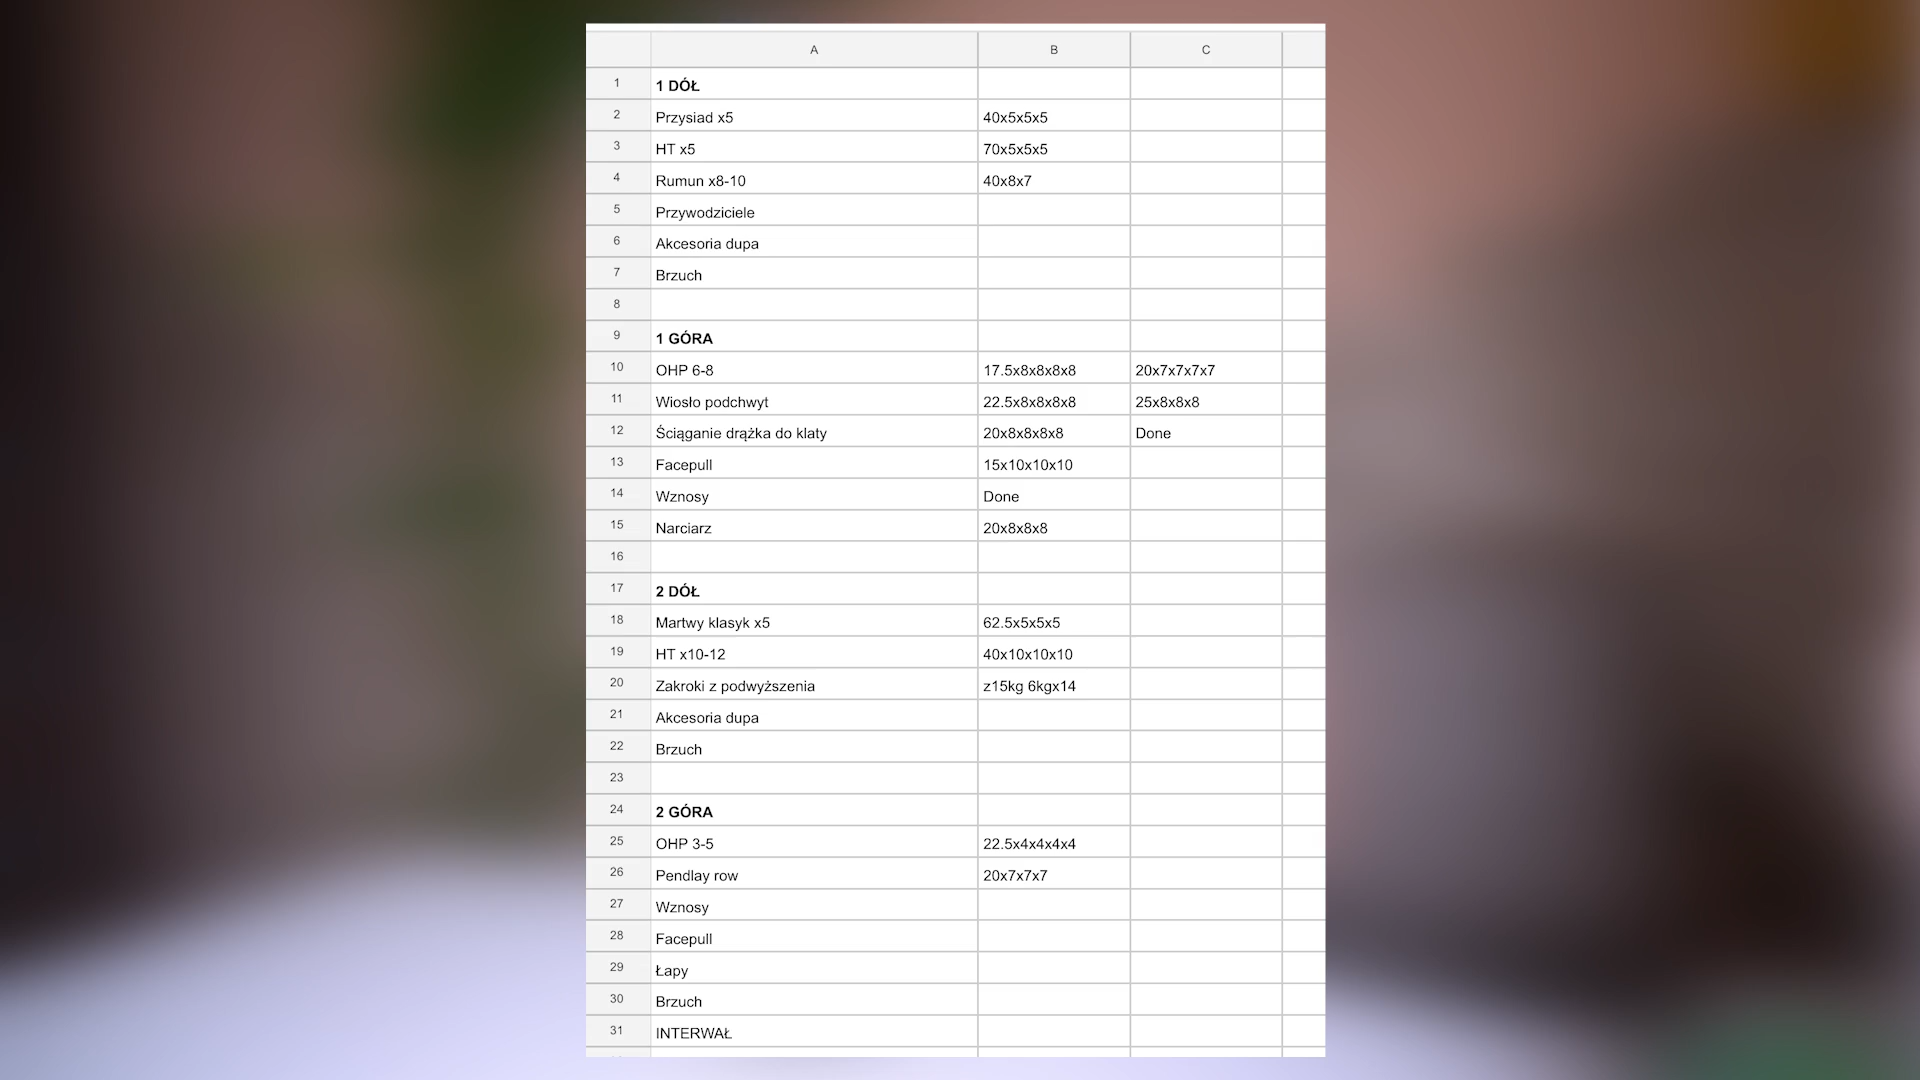 A B C
1 1 DÓŁ
2 Przysiad x5 40x5x5x5
3 HT x5 70x5x5x5
4 Rumun x8-10 40x8x7
5 Przywodziciele
6 Akcesoria dupa
7 Brzuch
8
9 1 GÓRA
10 OHP 6-8 17.5x8x8x8x8 20x7x7x7x7
11 Wiosło podchwyt 22.5x8x8x8x8 25x8x8x8
12 Ściąganie drążka do klaty 20x8x8x8x8 Done
13 Facepull 15x10x10x10
14 Wznosy Done
15 Narciarz 20x8x8x8
16
17 2 DÓŁ
18 Martwy klasyk x5 62.5x5x5x5
19 HT x10-12 40x10x10x10
20 Zakroki z podwyższenia z15kg 6kgx14
21 Akcesoria dupa
22 Brzuch
23
24 2 GÓRA
25 OHP 3-5 22.5x4x4x4x4
26 Pendlay row 20x7x7x7
27 Wznosy
28 Facepull
29 Łapy
30 Brzuch
31 INTERWAŁ